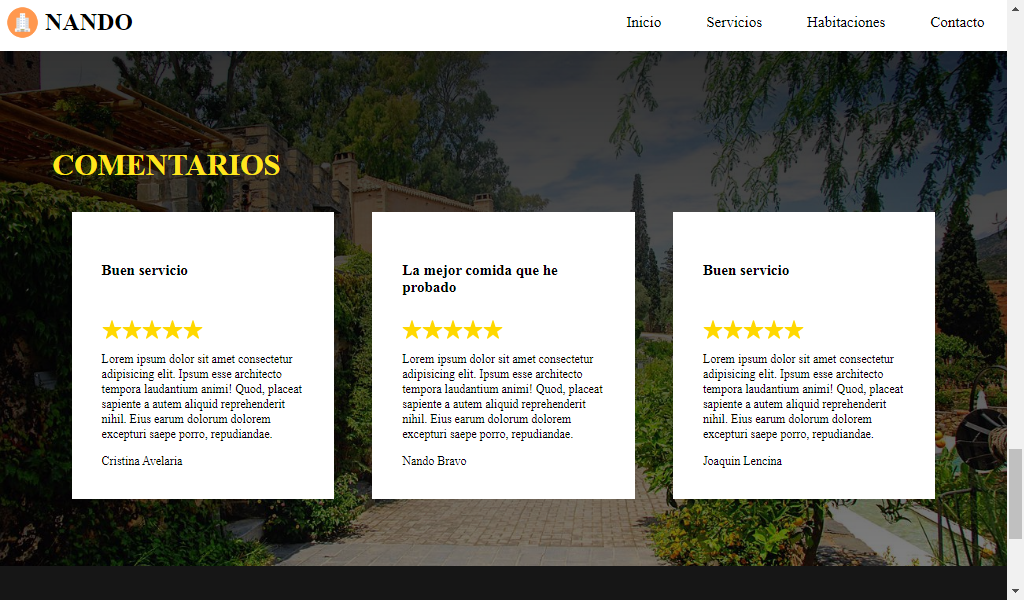 NANDO
Inicio
Servicios
Habitaciones
Contacto
COMENTARIOS
Buen servicio
Lorem ipsum dolor sit amet consectetur
adipisicing elit. Ipsum esse architecto
tempora laudantium animi! Quod, placeat
sapiente a autem aliquid reprehenderit
nihil. Eius earum dolorum dolorem
excepturi saepe porro, repudiandae.
Cristina Avelaria
La mejor comida que he
probado
Lorem ipsum dolor sit amet consectetur
adipisicing elit. Ipsum esse architecto
tempora laudantium animi! Quod, placeat
sapiente a autem aliquid reprehenderit
nihil. Eius earum dolorum dolorem
excepturi saepe porro, repudiandae.
Nando Bravo
Buen servicio
Lorem ipsum dolor sit amet consectetur
adipisicing elit. Ipsum esse architecto
tempora laudantium animi! Quod, placeat
sapiente a autem aliquid reprehenderit
nihil. Eius earum dolorum dolorem
excepturi saepe porro, repudiandae.
Joaquin Lencina